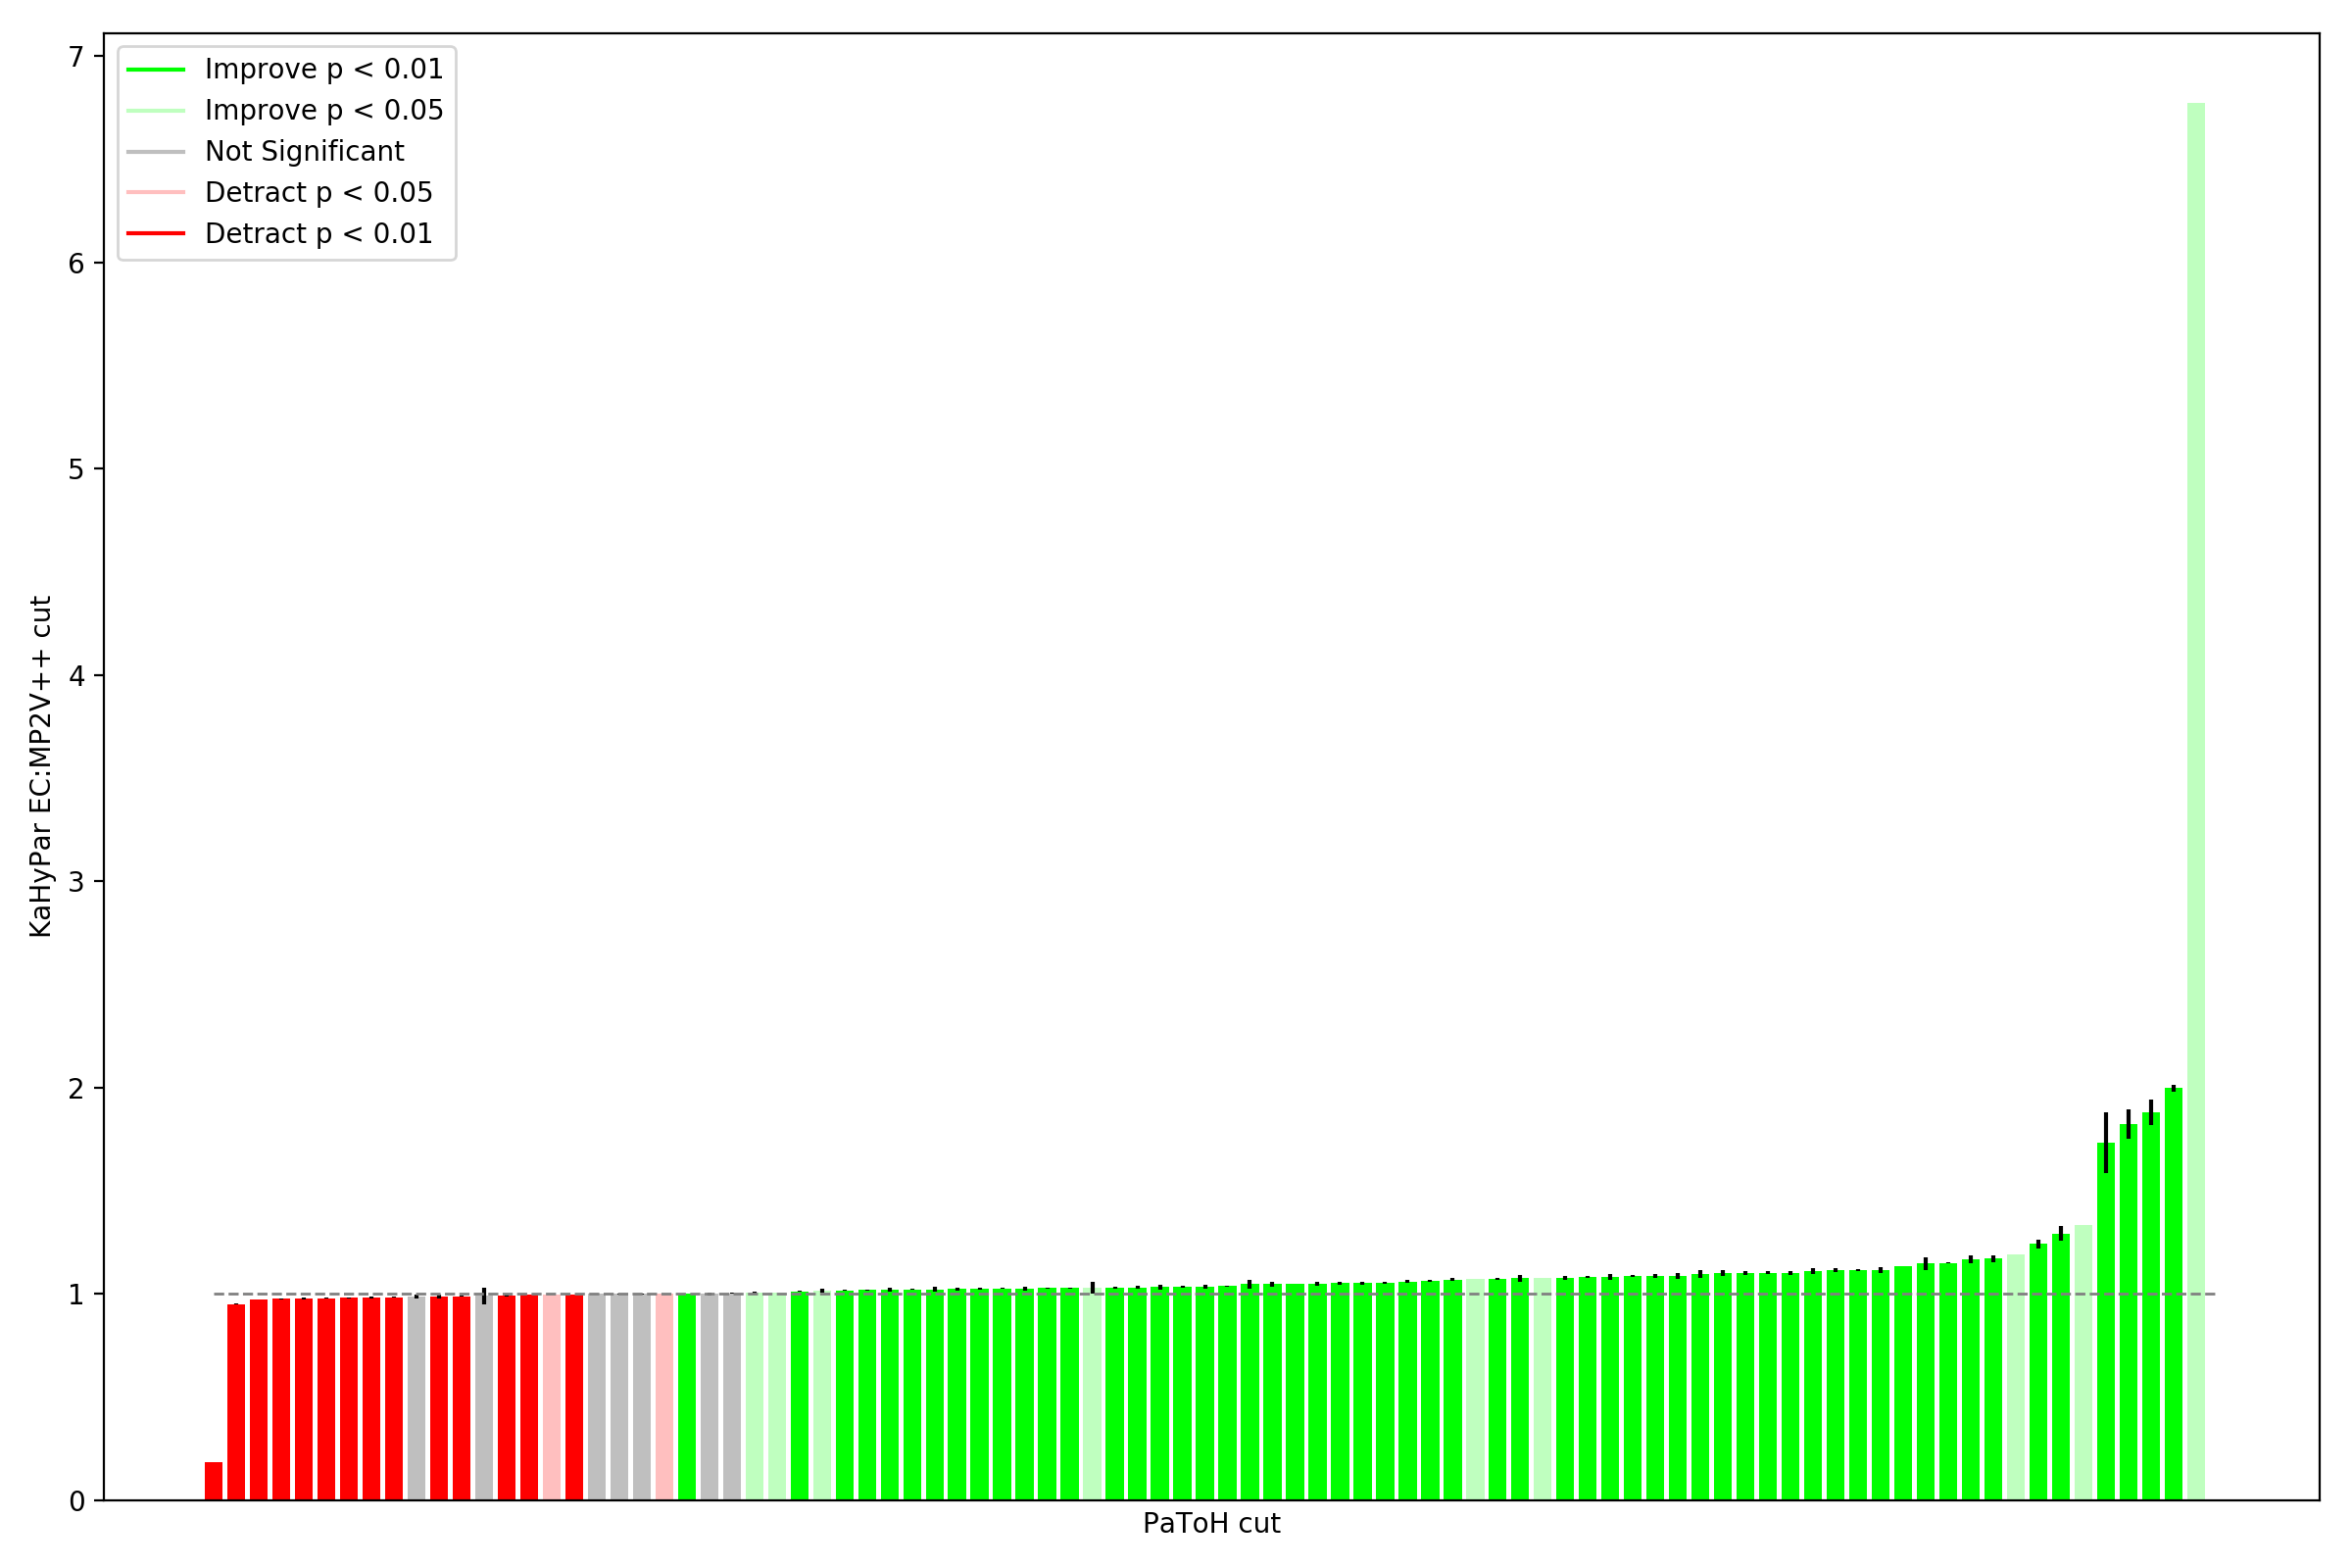 7
6
5
4
3
2
1
0
KaHyPar EC:MP2V++ cut
Improve p < 0.01
Improve p < 0.05
Not Significant
Detract p < 0.05
Detract p < 0.01
PaToH cut